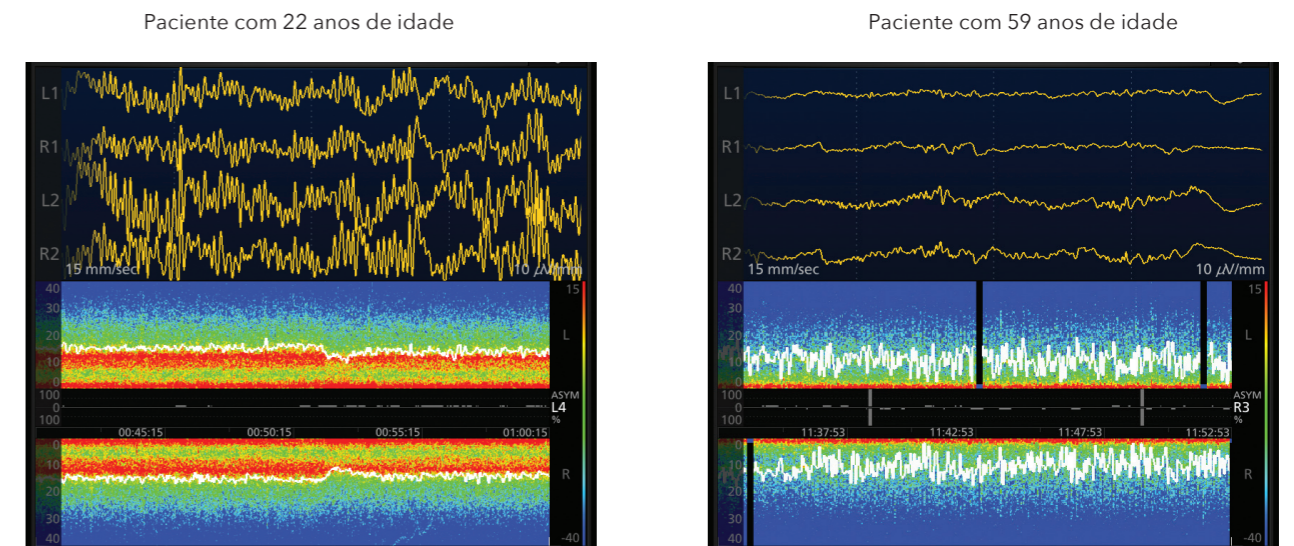 Paciente com 22 anos de idade
L1
R1
L2
R2
15 mm/sec
10 μV/mm
40
15
30
L
20
10
0
100
ASYM
0
L4
100
%
00:45:15
00:50:15
00:55:15
01:00:15
0
10
R
20
30
40
-40
Paciente com 59 anos de idade
L1
R1
L2
R2
15 mm/sec
10 μV/mm
40
15
30
L
20
10
0
100
ASYM
0
R3
100
%
11:37:53
11:42:53
11:47:53
11:52:53
0
10
R
20
30
40
-40